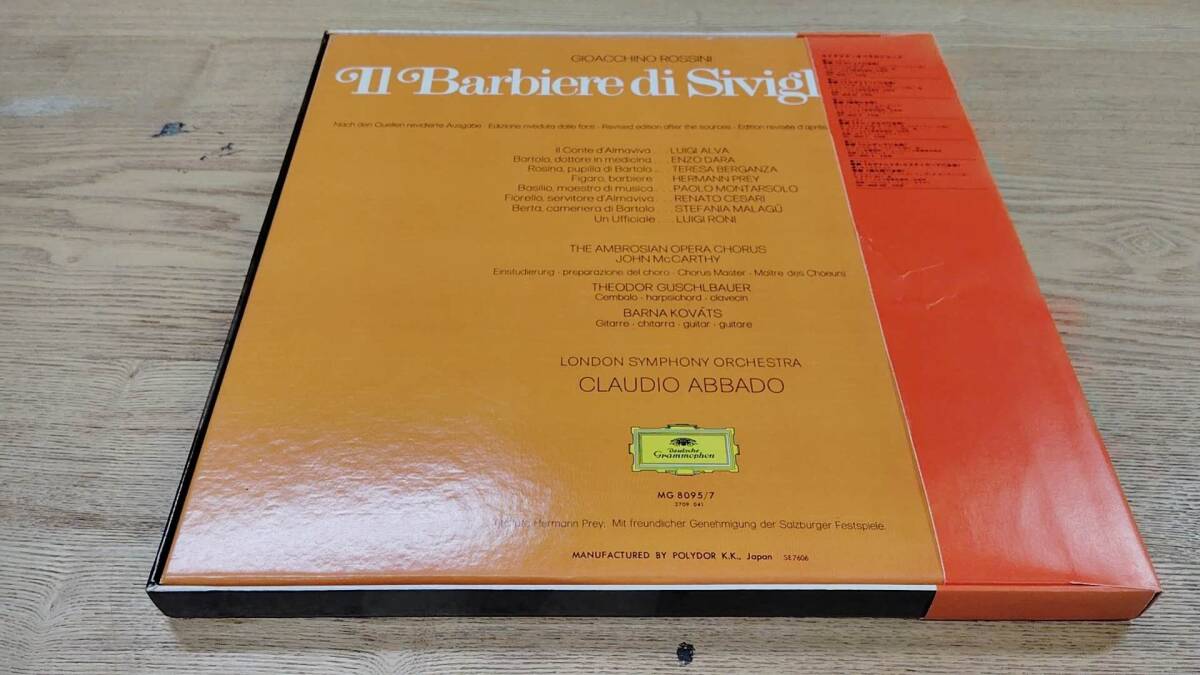 GIOACCHINO ROSSINI
Il Barbiere di Sivigl
Nach den Quellen revidierte Ausgabe · Edizione riveduta dalle fonti · Revised edition after the sources · Edition revisée d'après
Il Conte d'Almaviva . . . LUIGI ALVA
Bartolo, dottore in medicina . . . ENZO DARA
Rosina, pupilla di Bartolo . . TERESA BERGANZA
Figaro, barbiere . . HERMANN PREY
Basilio, maestro di musica . . PAOLO MONTARSOLO
Fiorello, servitore d'Almaviva . . . RENATO CESARI
Berta, cameriera di Bartolo . . STEFANIA MALAGÙ
Un Ufficiale . . . LUIGI RONI
THE AMBROSIAN OPERA CHORUS
JOHN McCARTHY
Einstudierung · preparazione del choro · Chorus Master · Maître des Choeurs
THEODOR GUSCHLBAUER
Cembalo · harpsichord · clavecin
BARNA KOVÁTS
Gitarre · chitarra · guitar · guitare
LONDON SYMPHONY ORCHESTRA
CLAUDIO ABBADO
Deutsche
Grammophon
MG 8095/7
2709 041
Hermann Prey. Mit freundlicher Genehmigung der Salzburger Festspiele.
MANUFACTURED BY POLYDOR K.K., Japan SE7606